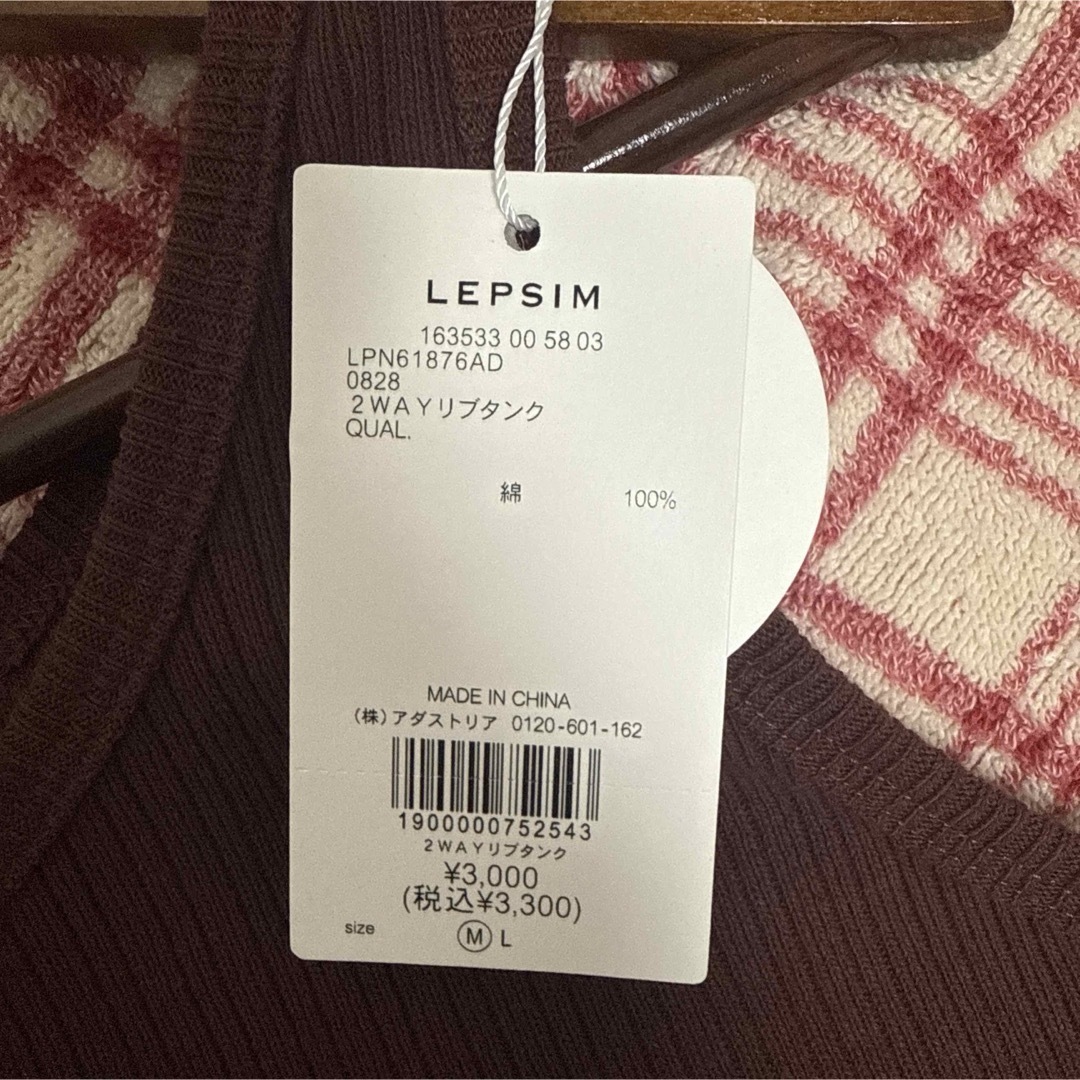 LEPSIM
163533 00 58 03
LPN61876AD
0828
２ＷＡＹリブタンク
QUAL.
綿 100%
MADE IN CHINA
(株)アダストリア 0120-601-162
1900000752543
２ＷＡＹリブタンク
¥3,000
(税込¥3,300)
size Ⓜ L